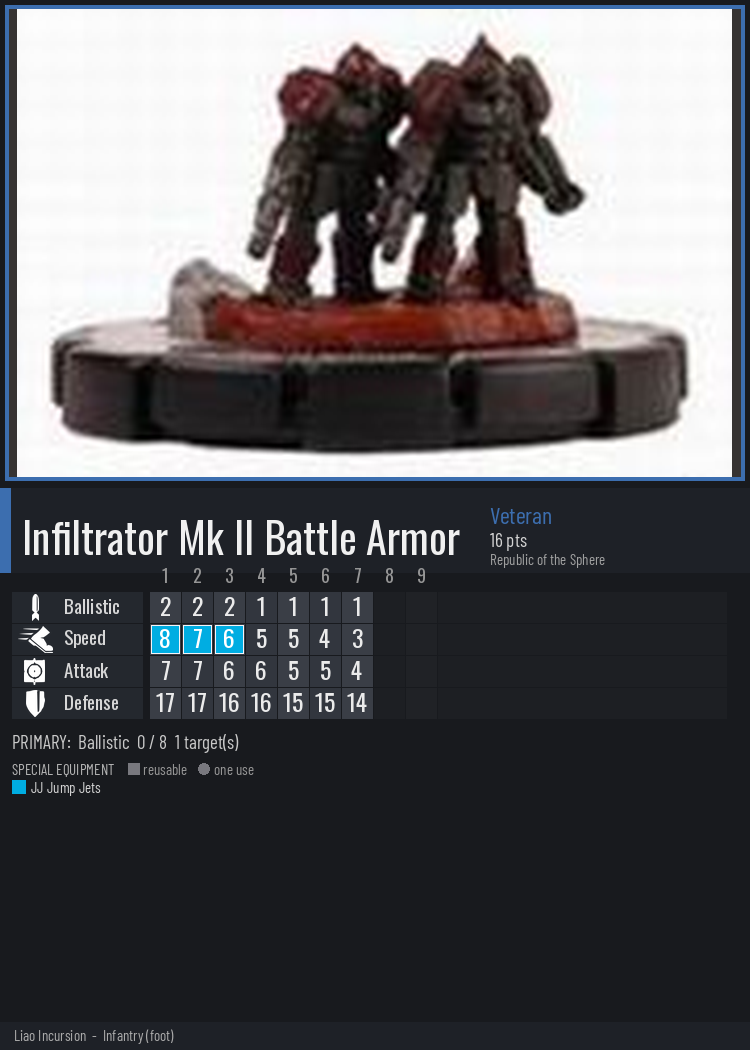 Infiltrator Mk II Battle Armor
Veteran
16 pts
Republic of the Sphere
1 2 3 4 5 6 7 8 9
Ballistic 2 2 2 1 1 1 1
Speed 8 7 6 5 5 4 3
Attack 7 7 6 6 5 5 4
Defense 17 17 16 16 15 15 14
PRIMARY: Ballistic 0 / 8 1 target(s)
SPECIAL EQUIPMENT reusable one use
JJ Jump Jets
Liao Incursion - Infantry (foot)